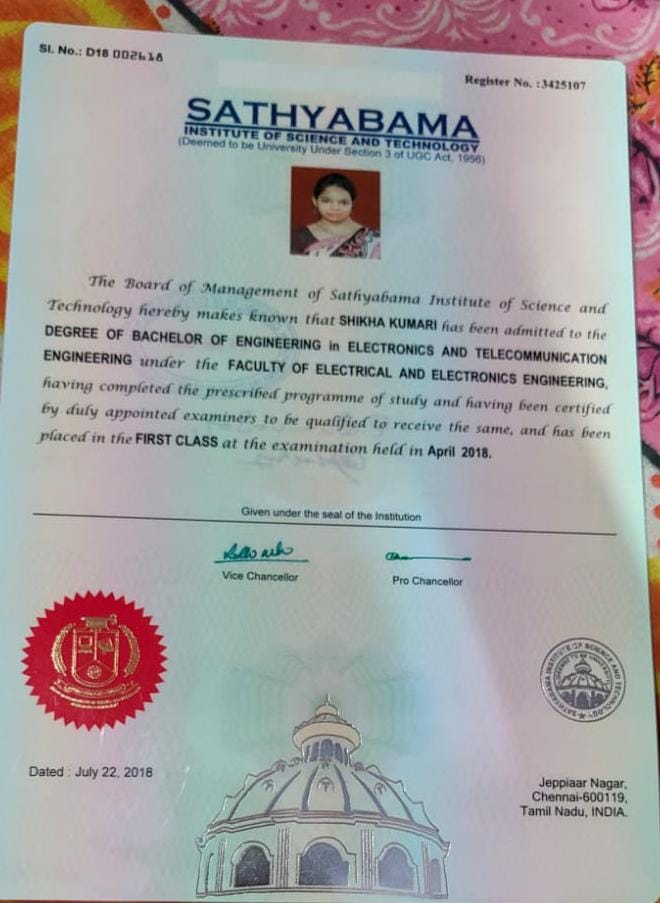 Sl. No.: D18 002618
Register No. :3425107
SATHYABAMA
INSTITUTE OF SCIENCE AND TECHNOLOGY
(Deemed to be University Under Section 3 of UGC Act, 1956)
The Board of Management of Sathyabama Institute of Science and
Technology hereby makes known that SHIKHA KUMARI has been admitted to the
DEGREE OF BACHELOR OF ENGINEERING in ELECTRONICS AND TELECOMMUNICATION
ENGINEERING under the FACULTY OF ELECTRICAL AND ELECTRONICS ENGINEERING,
having completed the prescribed programme of study and having been certified
by duly appointed examiners to be qualified to receive the same, and has been
placed in the FIRST CLASS at the examination held in April 2018.
Given under the seal of the Institution
Vice Chancellor
Pro Chancellor
SATHYABAMA INSTITUTE OF SCIENCE AND TECHNOLOGY
Dated : July 22, 2018
Jeppiaar Nagar,
Chennai-600119,
Tamil Nadu, INDIA.